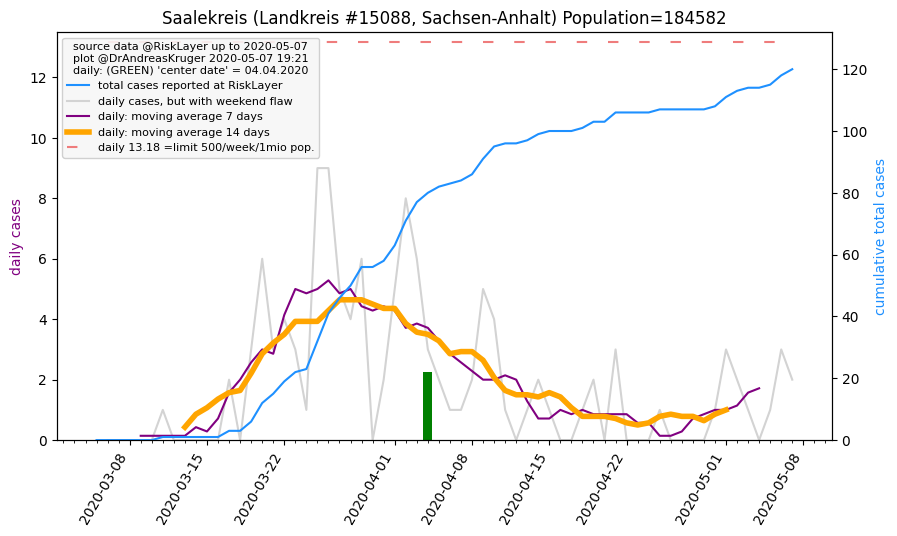 Saalekreis (Landkreis #15088, Sachsen-Anhalt) Population=184582
source data @RiskLayer up to 2020-05-07
plot @DrAndreasKruger 2020-05-07 19:21
daily: (GREEN) 'center date' = 04.04.2020
total cases reported at RiskLayer
daily cases, but with weekend flaw
daily: moving average 7 days
daily: moving average 14 days
daily 13.18 =limit 500/week/1mio pop.
daily cases
12
10
8
6
4
2
0
cumulative total cases
120
100
80
60
40
20
0
2020-03-08
2020-03-15
2020-03-22
2020-04-01
2020-04-08
2020-04-15
2020-04-22
2020-05-01
2020-05-08